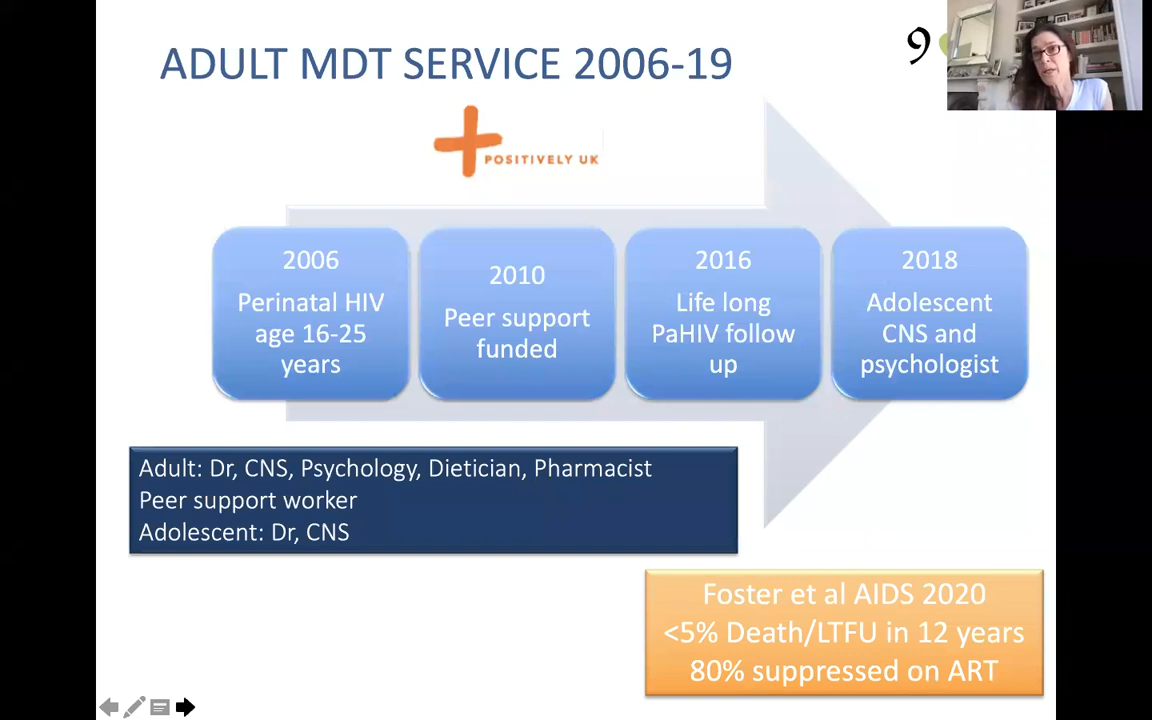 ADULT MDT SERVICE 2006-19
9
POSITIVELY UK
2006
Perinatal HIV
age 16-25
years
2010
Peer support
funded
2016
Life long
PaHIV follow
up
2018
Adolescent
CNS and
psychologist
Adult: Dr, CNS, Psychology, Dietician, Pharmacist
Peer support worker
Adolescent: Dr, CNS
Foster et al AIDS 2020
<5% Death/LTFU in 12 years
80% suppressed on ART